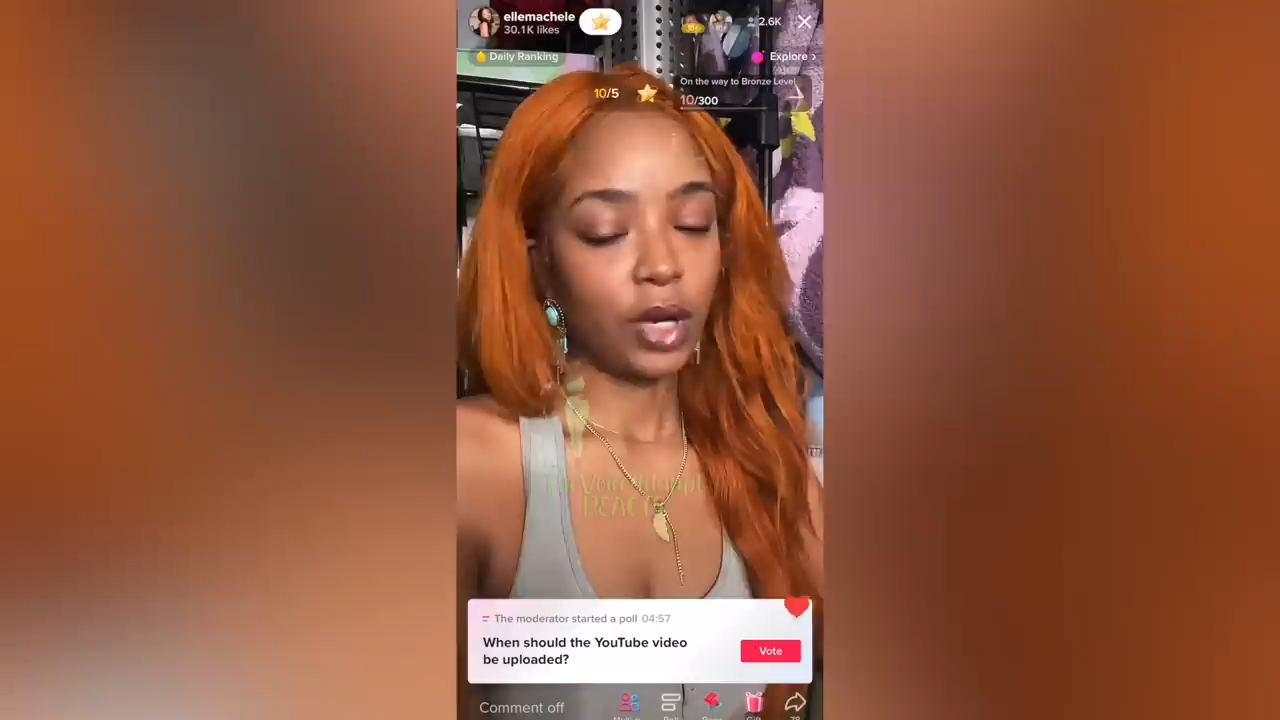 ellemachele
30.1K likes
2.6K
Daily Ranking
Explore ›
On the way to Bronze Level
10/5
10/300
The moderator started a poll 04:57
When should the YouTube video
be uploaded?
Vote
Comment off